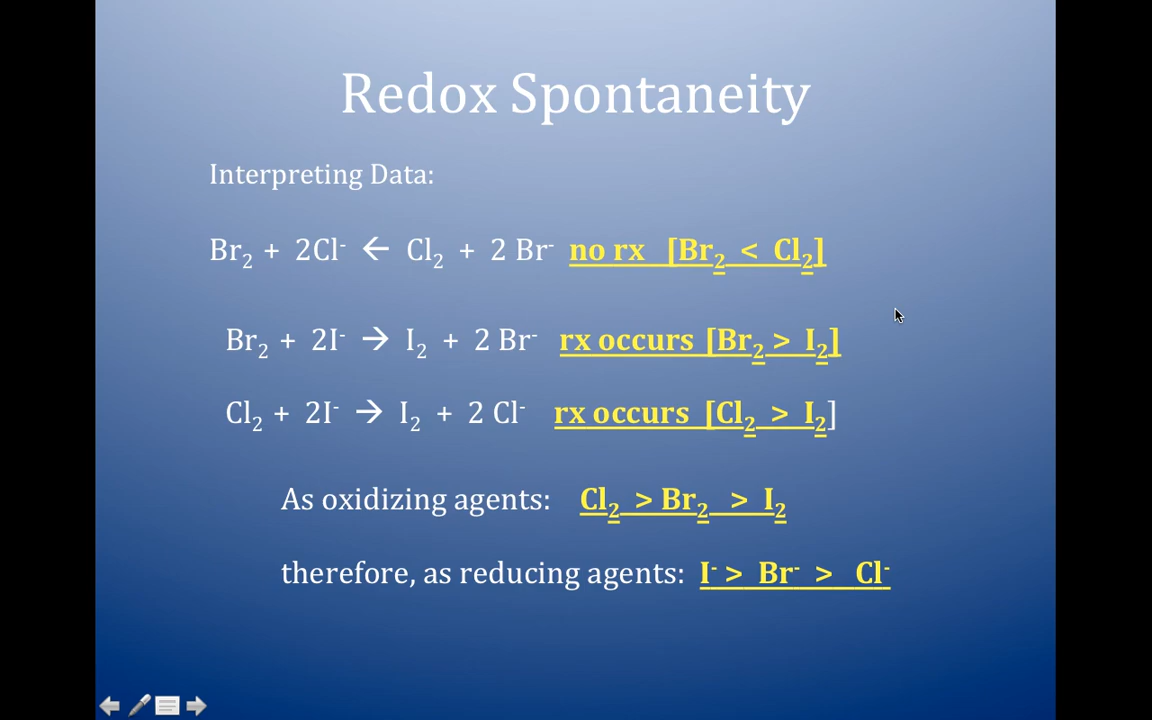 Redox Spontaneity
Interpreting Data:
Br₂ + 2Cl⁻ ← Cl₂ + 2 Br⁻ no rx [Br₂ < Cl₂]
Br₂ + 2I⁻ → I₂ + 2 Br⁻ rx occurs [Br₂ > I₂]
Cl₂ + 2I⁻ → I₂ + 2 Cl⁻ rx occurs [Cl₂ > I₂]
As oxidizing agents: Cl₂ > Br₂ > I₂
therefore, as reducing agents: I⁻ > Br⁻ > Cl⁻